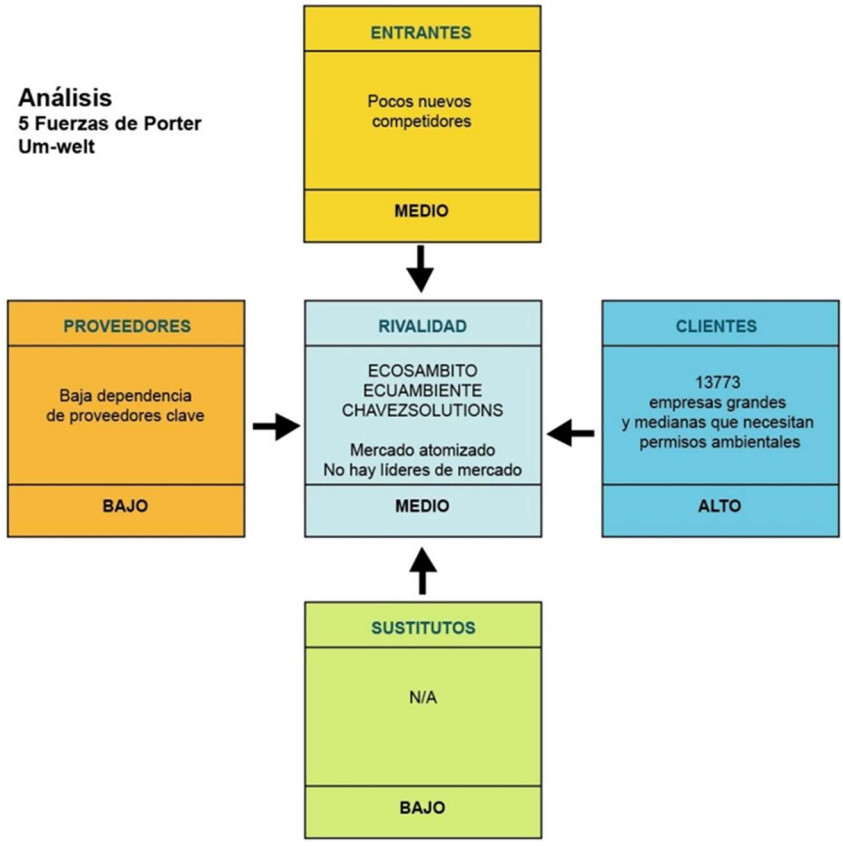 Análisis
5 Fuerzas de Porter
Um-welt
ENTRANTES
Pocos nuevos
competidores
MEDIO
PROVEEDORES
Baja dependencia
de proveedores clave
BAJO
RIVALIDAD
ECOSAMBITO
ECUAMBIENTE
CHAVEZSOLUTIONS
Mercado atomizado
No hay líderes de mercado
MEDIO
CLIENTES
13773
empresas grandes
y medianas que necesitan
permisos ambientales
ALTO
SUSTITUTOS
N/A
BAJO